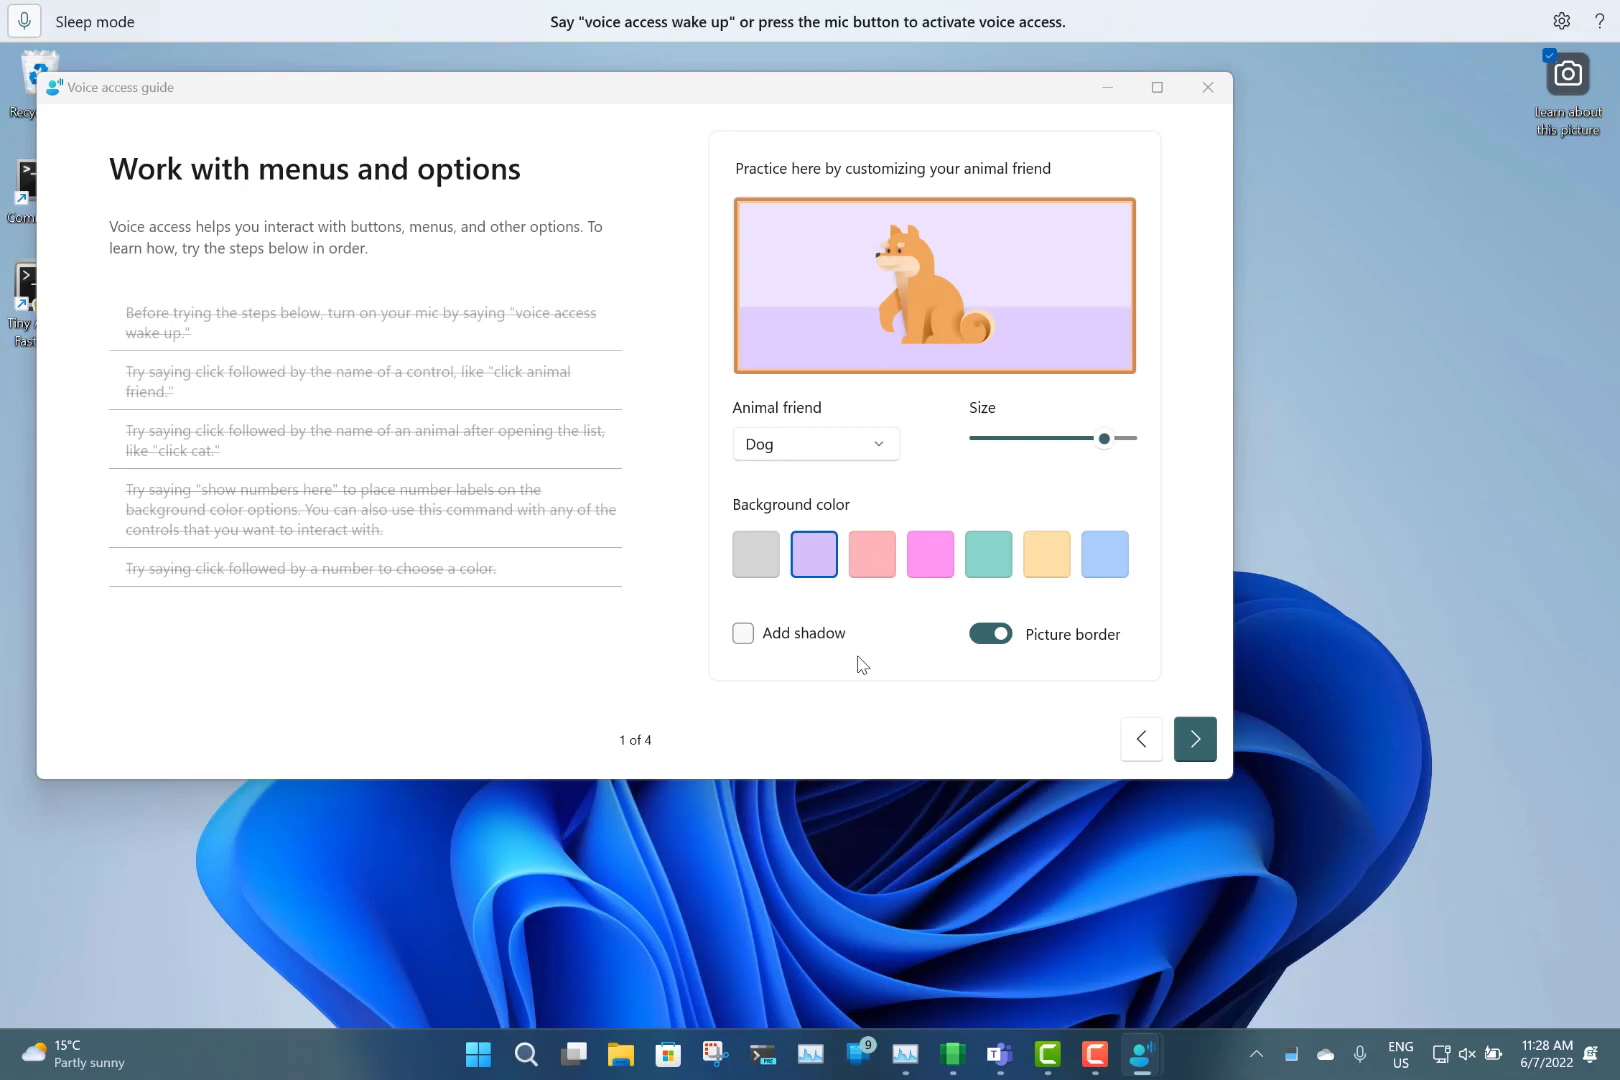 Sleep mode
Say "voice access wake up" or press the mic button to activate voice access.
?
Voice access guide
Learn about
this picture
Work with menus and options
Voice access helps you interact with buttons, menus, and other options. To
learn how, try the steps below in order.
Before trying the steps below, turn on your mic by saying "voice access
wake up."
Try saying click followed by the name of a control, like "click animal
friend."
Try saying click followed by the name of an animal after opening the list,
like "click cat."
Try saying "show numbers here" to place number labels on the
background color options. You can also use this command with any of the
controls that you want to interact with.
Try saying click followed by a number to choose a color.
Practice here by customizing your animal friend
Animal friend
Size
Dog
Background color
Add shadow
Picture border
1 of 4
Recy
Com
Tiny
15°C
Partly sunny
PRE
9
ENG
US
11:28 AM
6/7/2022